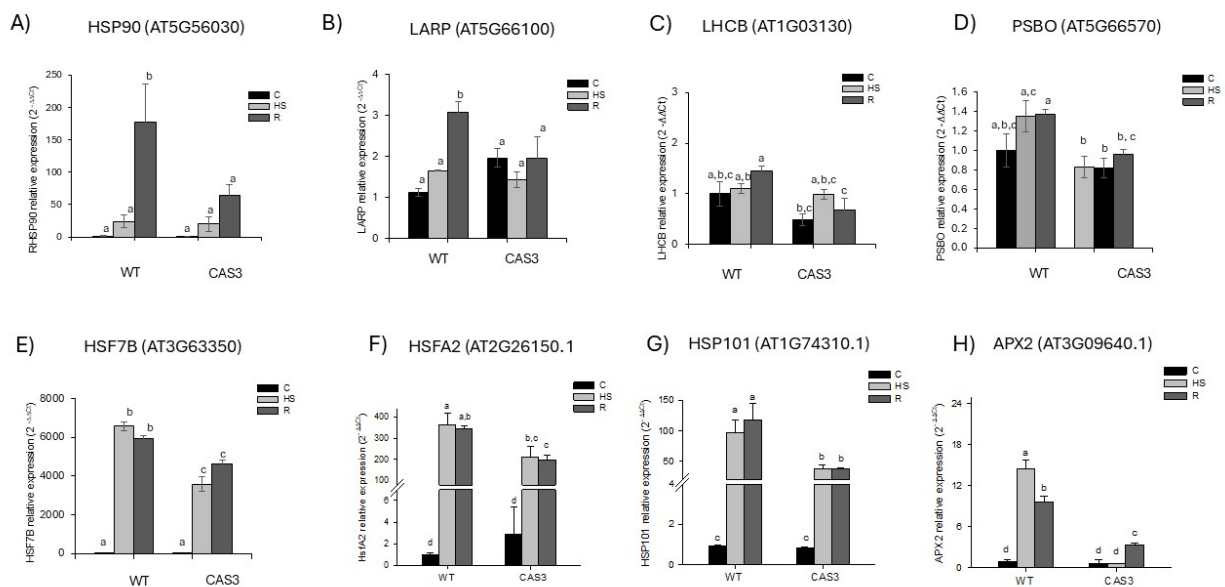 A) HSP90 (AT5G56030)
RHSP90 relative expression (2 -ΔΔCt)
250
200
150
100
50
0
a
a
b
a
a
a
WT
CAS3
C
HS
R
B) LARP (AT5G66100)
LARP relative expression (2 -ΔΔCt)
4
3
2
1
0
a
a
b
a
a
a
WT
CAS3
C
HS
R
C) LHCB (AT1G03130)
LHCB relative expression (2 -ΔΔCt)
3
2
1
0
a,b,c
a,b
a
b,c
a,b,c
c
WT
CAS3
C
HS
R
D) PSBO (AT5G66570)
PSBO relative expression (2 -ΔΔCt)
1.6
1.4
1.2
1.0
0.8
0.6
0.4
0.2
0.0
a,b,c
a,c
a
b
b
b, c
WT
CAS3
C
HS
R
E) HSF7B (AT3G63350)
HSF7B relative expression (2 -ΔΔCt)
8000
6000
4000
2000
0
a
b
b
a
c
c
WT
CAS3
C
HS
R
F) HSFA2 (AT2G26150.1
HsfA2 relative expression (2-ΔΔCt)
400
300
200
100
6
4
2
0
d
a
a,b
d
b,c
c
WT
CAS3
C
HS
R
G) HSP101 (AT1G74310.1)
HSP101 relative expression (2-ΔΔCt)
150
100
50
2
0
c
a
a
c
b
b
WT
CAS3
C
HS
R
H) APX2 (AT3G09640.1)
APX2 relative expression (2-ΔΔCt)
24
18
12
6
0
d
a
b
d
d
c
WT
CAS3
C
HS
R